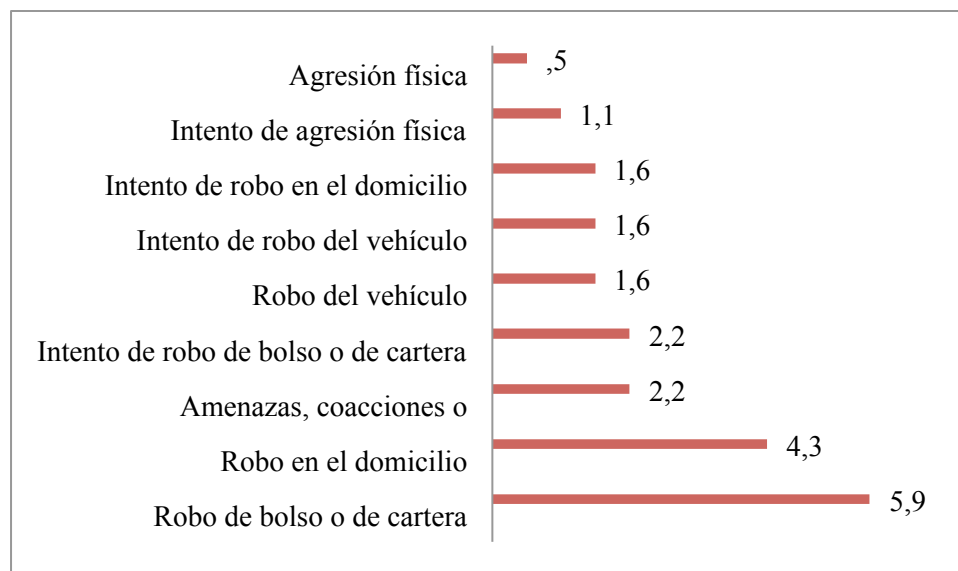 Agresión física ,5
Intento de agresión física 1,1
Intento de robo en el domicilio 1,6
Intento de robo del vehículo 1,6
Robo del vehículo 1,6
Intento de robo de bolso o de cartera 2,2
Amenazas, coacciones o 2,2
Robo en el domicilio 4,3
Robo de bolso o de cartera 5,9